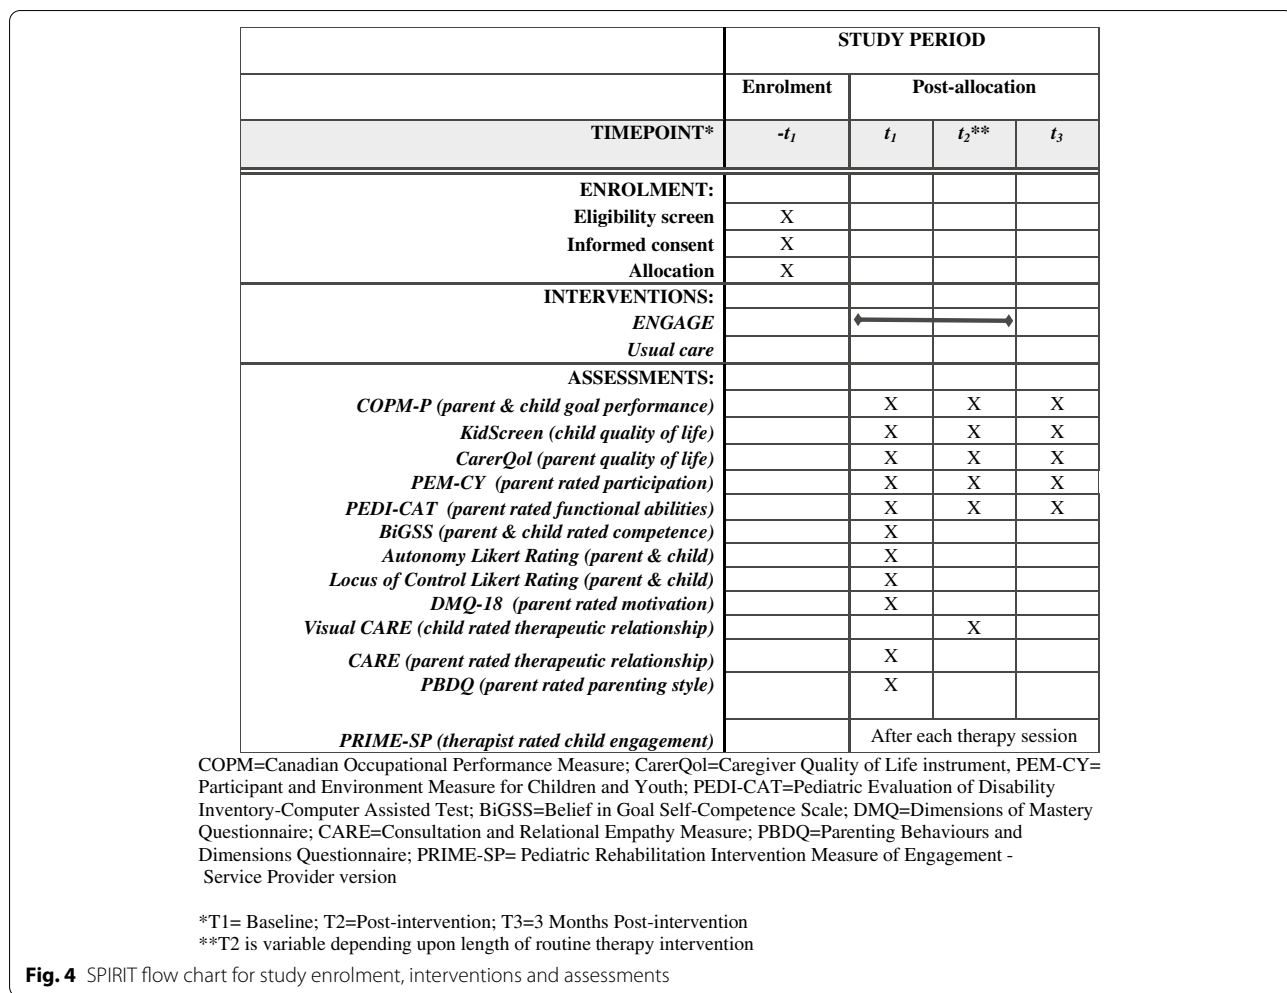 STUDY PERIOD
Enrolment Post-allocation
TIMEPOINT* -t1 t1 t2** t3
ENROLMENT:
Eligibility screen X
Informed consent X
Allocation X
INTERVENTIONS:
ENGAGE
Usual care
ASSESSMENTS:
COPM-P (parent & child goal performance) X X X
KidScreen (child quality of life) X X X
CarerQol (parent quality of life) X X X
PEM-CY (parent rated participation) X X X
PEDI-CAT (parent rated functional abilities) X X X
BiGSS (parent & child rated competence) X
Autonomy Likert Rating (parent & child) X
Locus of Control Likert Rating (parent & child) X
DMQ-18 (parent rated motivation) X
Visual CARE (child rated therapeutic relationship) X
CARE (parent rated therapeutic relationship) X
PBDQ (parent rated parenting style) X
PRIME-SP (therapist rated child engagement) After each therapy session
COPM=Canadian Occupational Performance Measure; CarerQol=Caregiver Quality of Life instrument, PEM-CY=
Participant and Environment Measure for Children and Youth; PEDI-CAT=Pediatric Evaluation of Disability
Inventory-Computer Assisted Test; BiGSS=Belief in Goal Self-Competence Scale; DMQ=Dimensions of Mastery
Questionnaire; CARE=Consultation and Relational Empathy Measure; PBDQ=Parenting Behaviours and
Dimensions Questionnaire; PRIME-SP= Pediatric Rehabilitation Intervention Measure of Engagement -
Service Provider version
*T1= Baseline; T2=Post-intervention; T3=3 Months Post-intervention
**T2 is variable depending upon length of routine therapy intervention
Fig. 4 SPIRIT flow chart for study enrolment, interventions and assessments